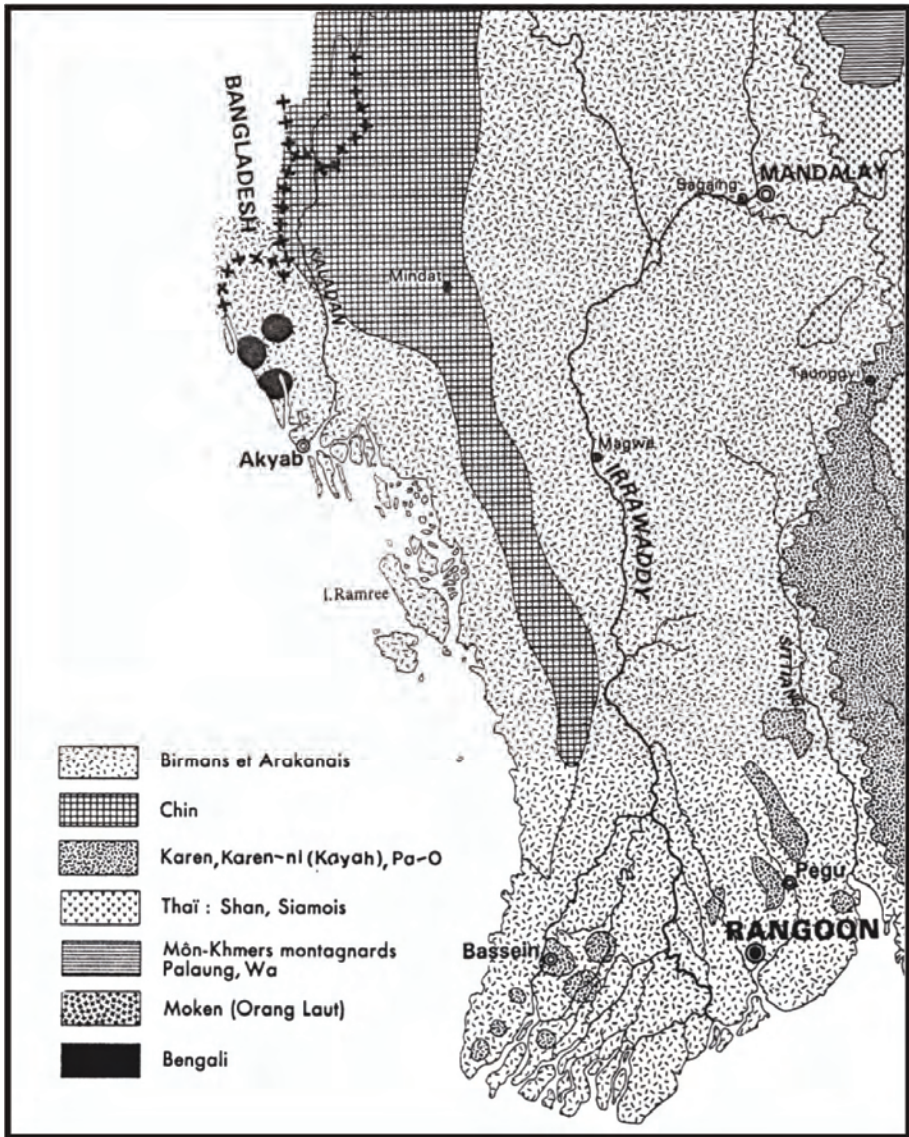 BANGLADESH
KALADAN
Mindat
Sagaing
MANDALAY
Taunggyi
Akyab
Magwe
IRRAWADDY
I.Ramree
SITTANG
Pegu
RANGOON
Bassein
Birmans et Arakanais
Chin
Karen, Karen-nI (Kayah), Pa-O
Thaï : Shan, Siamois
Môn-Khmers montagnards
Palaung, Wa
Moken (Orang Laut)
Bengali